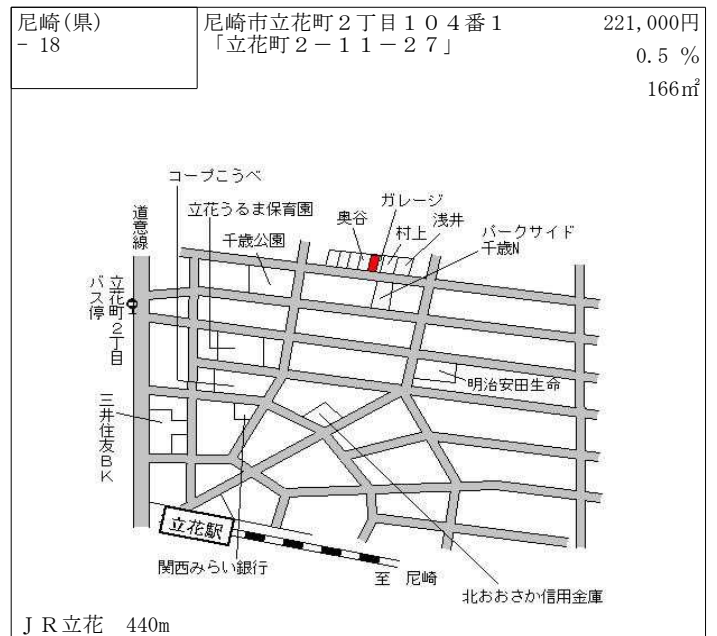 尼崎(県)
- 18
尼崎市立花町２丁目１０４番１
「立花町２－１１－２７」
221,000円
0.5 %
166㎡
コープこうべ
道意線
立花うるま保育園
千歳公園
奥谷
ガレージ
村上
浅井
パークサイド
千歳N
立花町２丁目
バス停
三井住友ＢＫ
明治安田生命
立花駅
関西みらい銀行
至 尼崎
北おおさか信用金庫
ＪＲ立花 440m